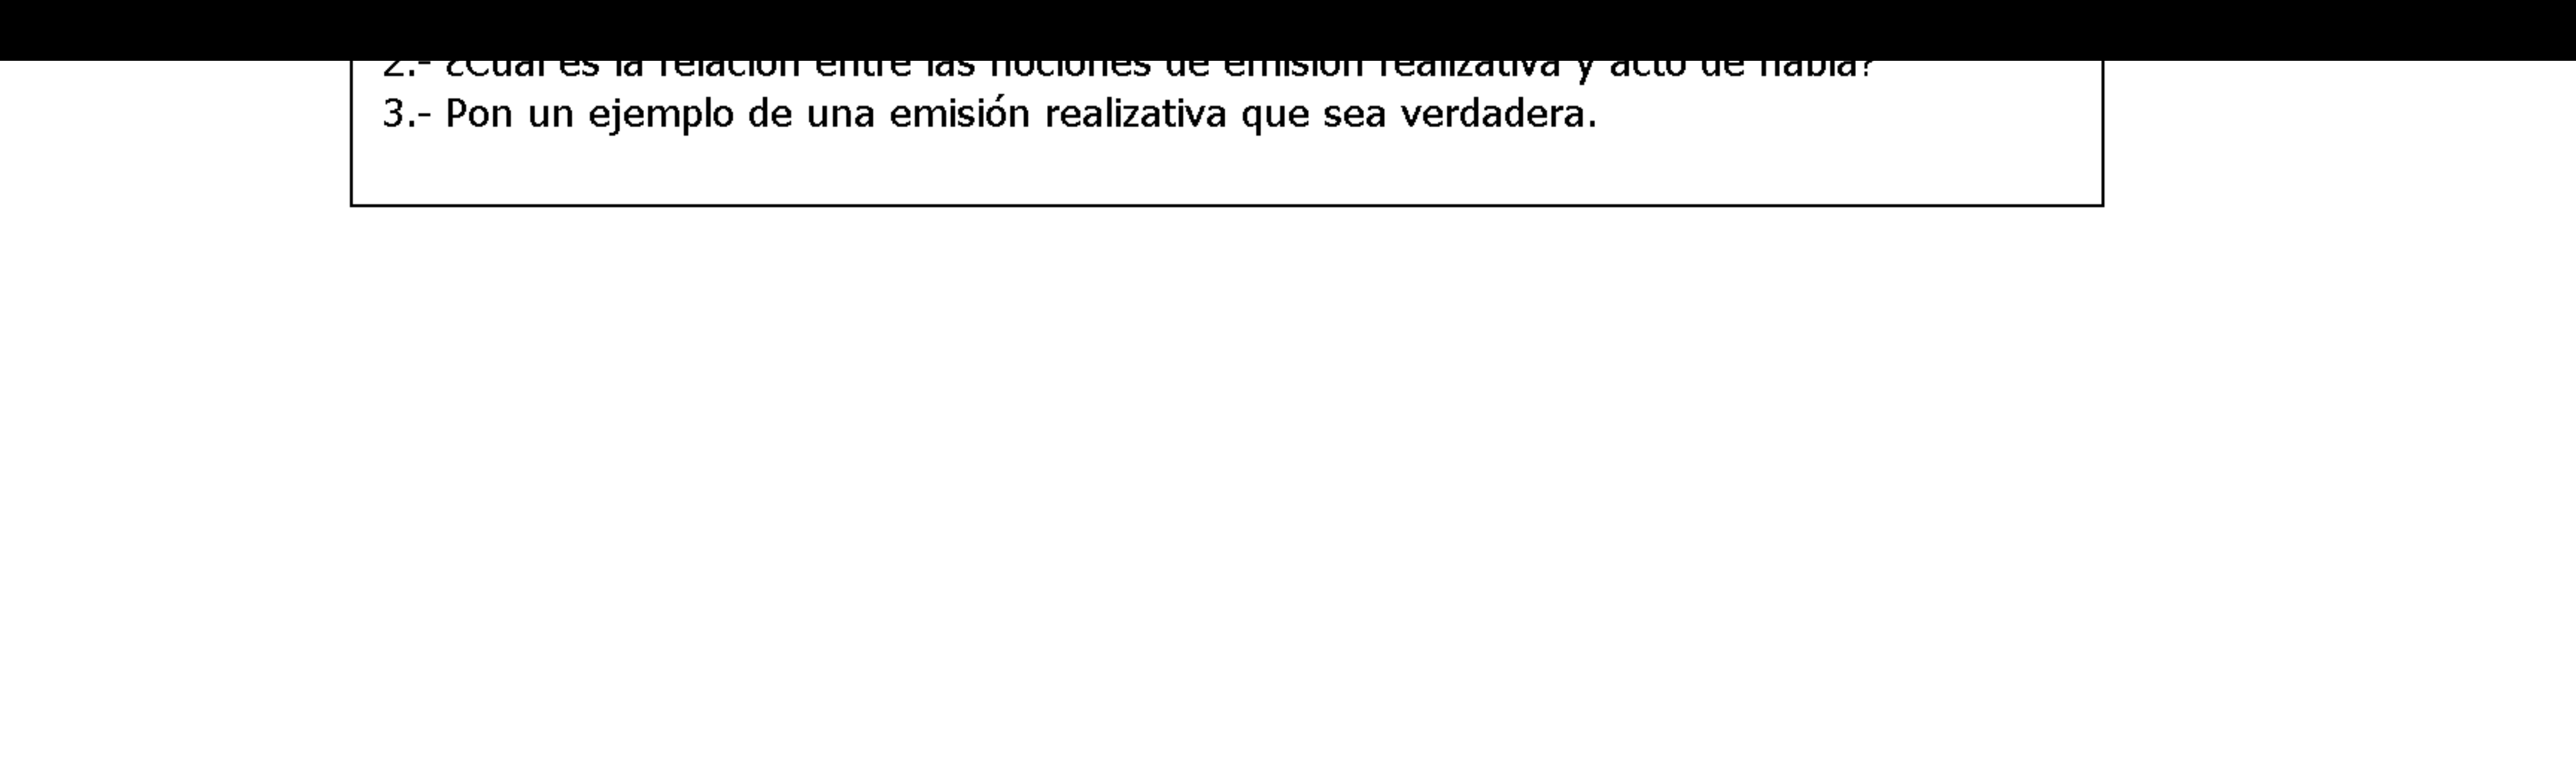 2.- ¿Cuál es la relación entre las nociones de emisión realizativa y acto de habla?
3.- Pon un ejemplo de una emisión realizativa que sea verdadera.